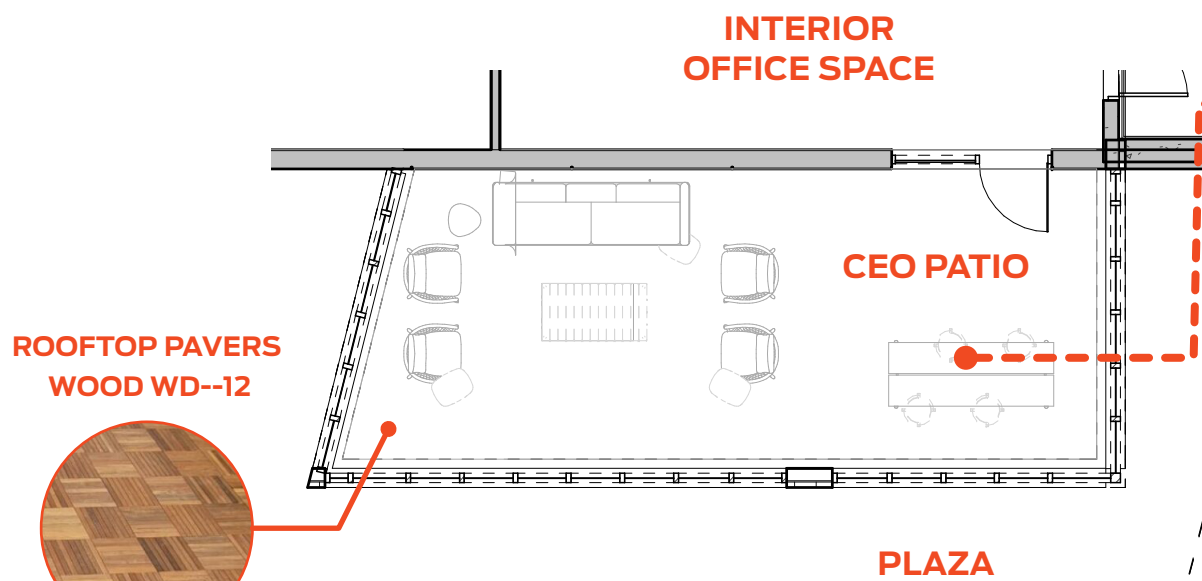 INTERIOR
OFFICE SPACE
CEO PATIO
ROOFTOP PAVERS
WOOD WD--12
PLAZA